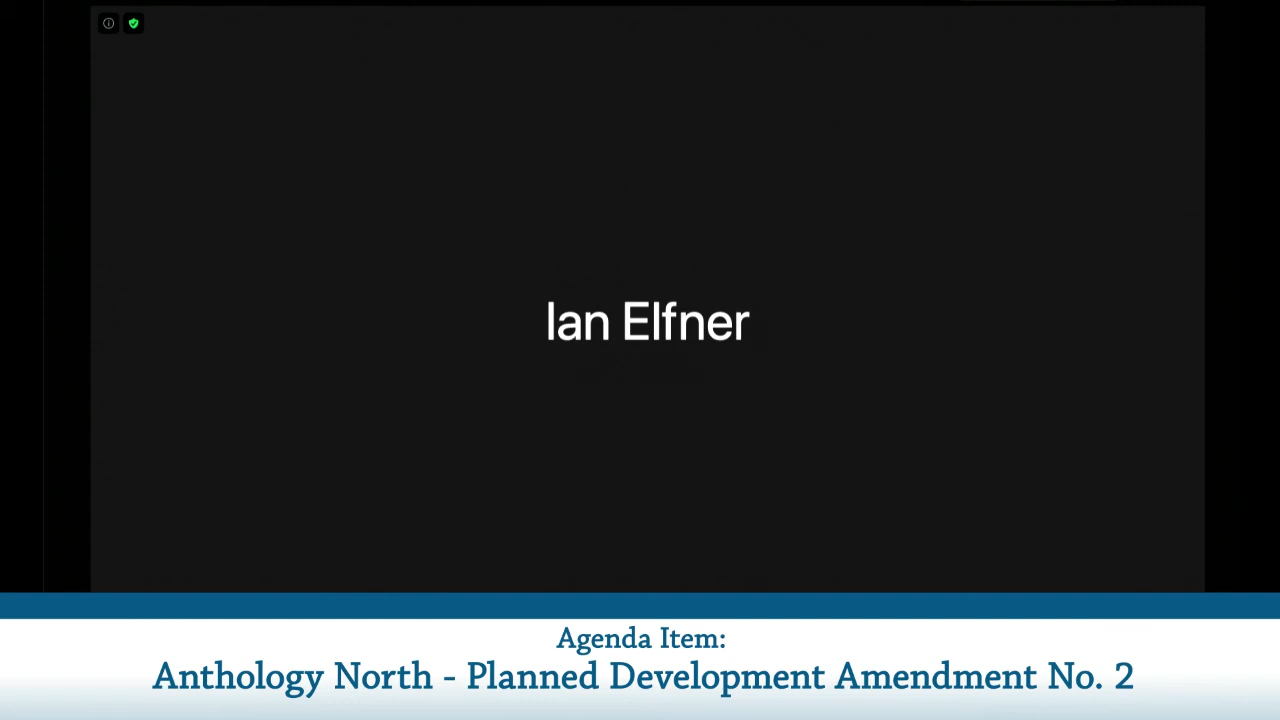 Ian Elfner
Agenda Item:
Anthology North - Planned Development Amendment No. 2